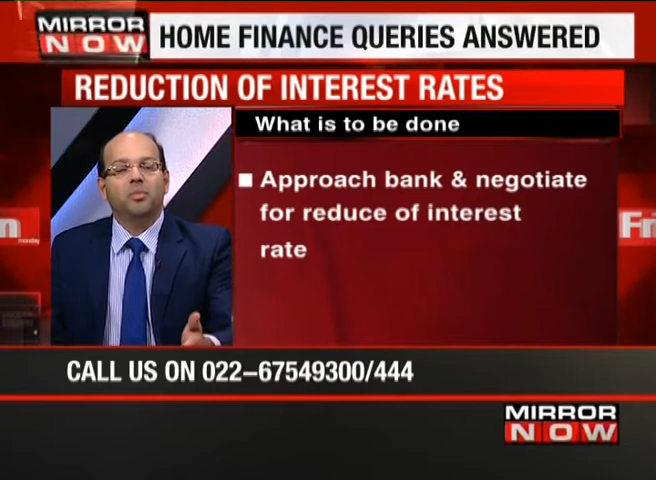 MIRROR
NOW
HOME FINANCE QUERIES ANSWERED
REDUCTION OF INTEREST RATES
What is to be done
Approach bank & negotiate
for reduce of interest
rate
CALL US ON 022–67549300/444
MIRROR
NOW